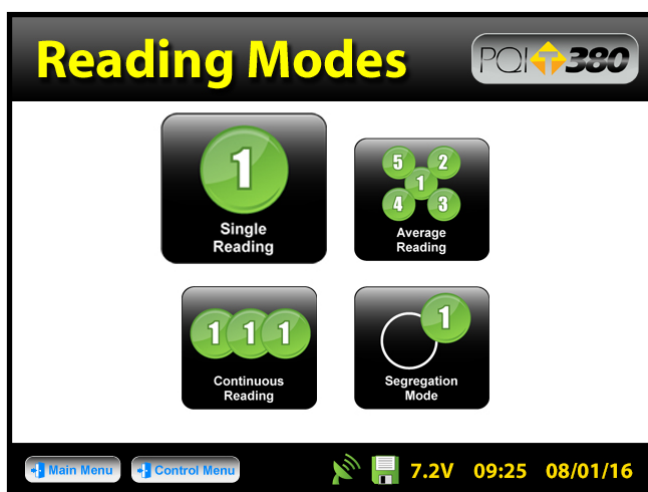 Reading Modes
PQI T 380
1
Single
Reading
5 2
1
4 3
Average
Reading
1 1 1
Continuous
Reading
1
Segregation
Mode
Main Menu
Control Menu
7.2V 09:25 08/01/16